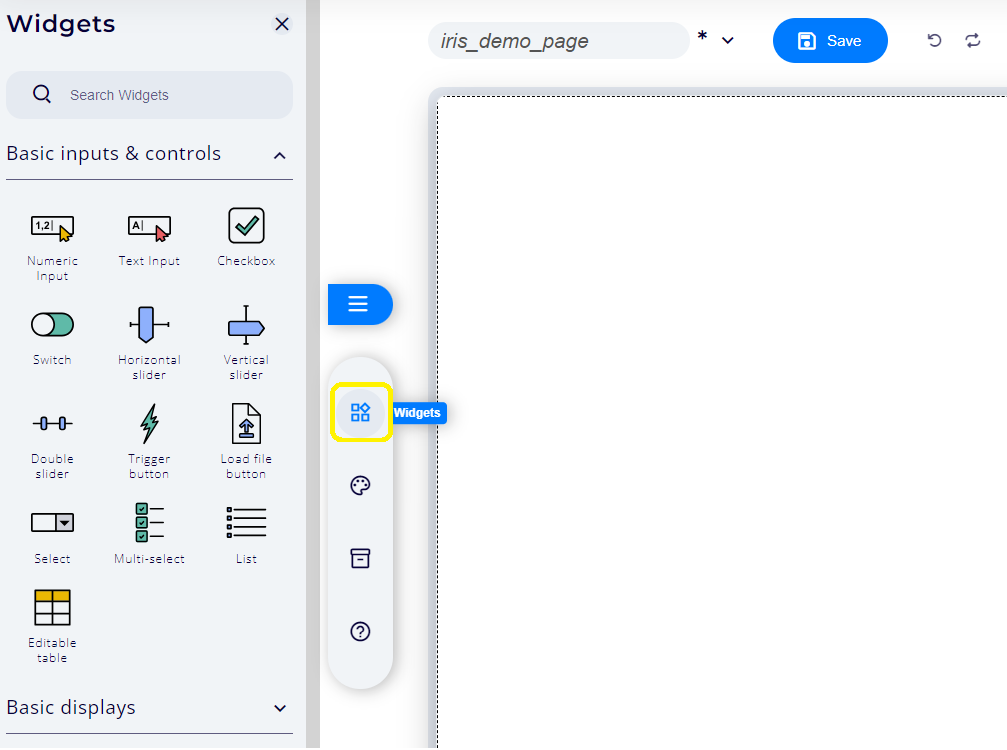 Widgets
iris_demo_page
*
Save
Search Widgets
Basic inputs & controls
1,2|
A|
Numeric
Input
Text Input
Checkbox
Switch
Horizontal
slider
Vertical
slider
Double
slider
Trigger
button
Load file
button
Select
Multi-select
List
Editable
table
Basic displays
Widgets